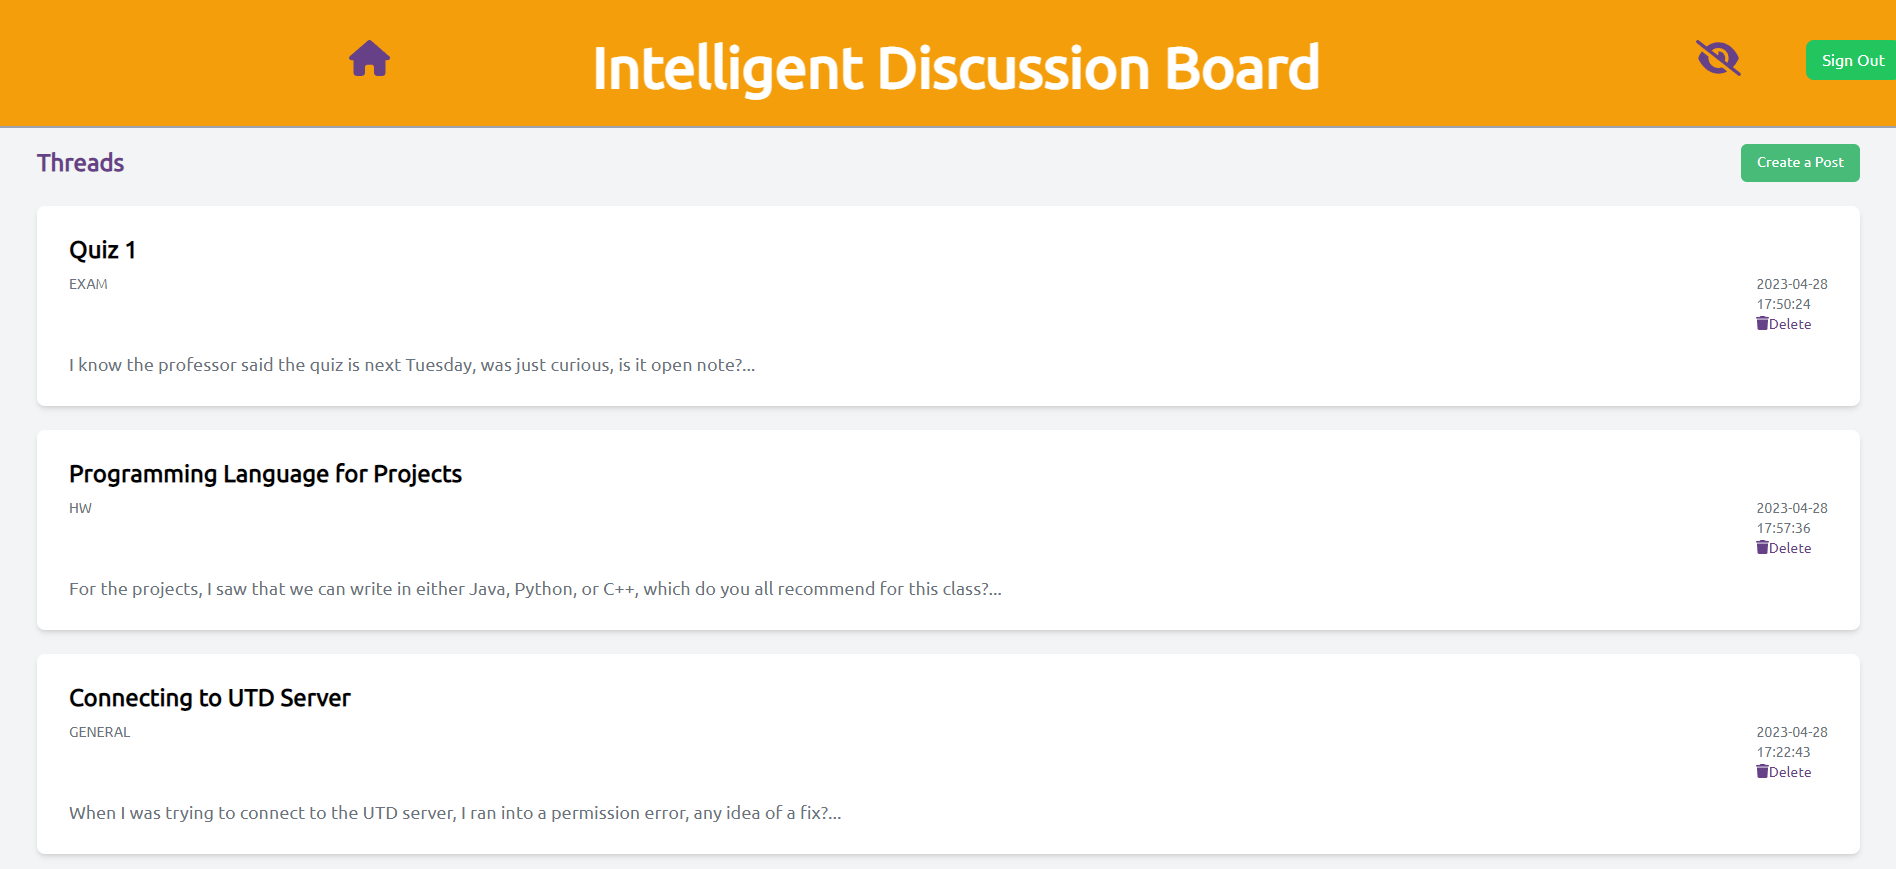 Intelligent Discussion Board
Sign Out
Threads
Create a Post
Quiz 1
EXAM
2023-04-28
17:50:24
Delete
I know the professor said the quiz is next Tuesday, was just curious, is it open note?...
Programming Language for Projects
HW
2023-04-28
17:57:36
Delete
For the projects, I saw that we can write in either Java, Python, or C++, which do you all recommend for this class?...
Connecting to UTD Server
GENERAL
2023-04-28
17:22:43
Delete
When I was trying to connect to the UTD server, I ran into a permission error, any idea of a fix?...